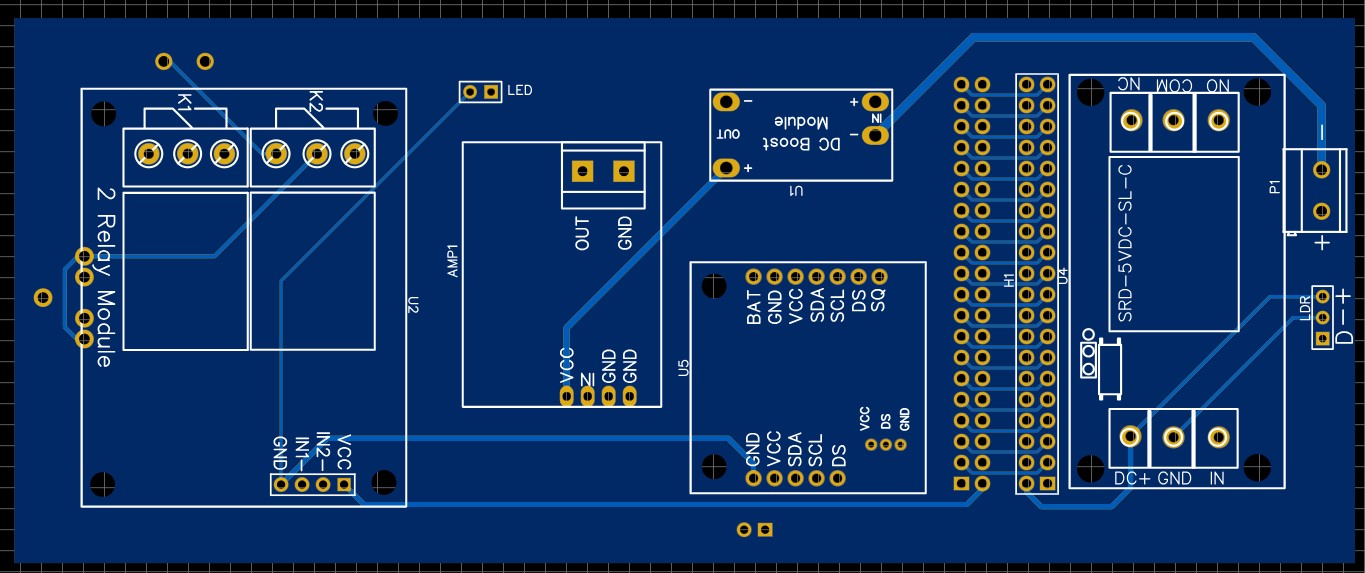 K1
K2
2 Relay Module
U2
GND
IN1-
IN2-
VCC
LED
AMP1
OUT
GND
VCC
IN
GND
GND
-
+
OUT
IN
DC Boost
Module
+
-
U1
U5
BAT
GND
VCC
SDA
SCL
DS
SQ
VCC
DS
GND
GND
VCC
SDA
SCL
DS
H1
U4
NC
COM
NO
SRD-5VDC-SL-C
DC+
GND
IN
-
P1
+
LDR
D-+